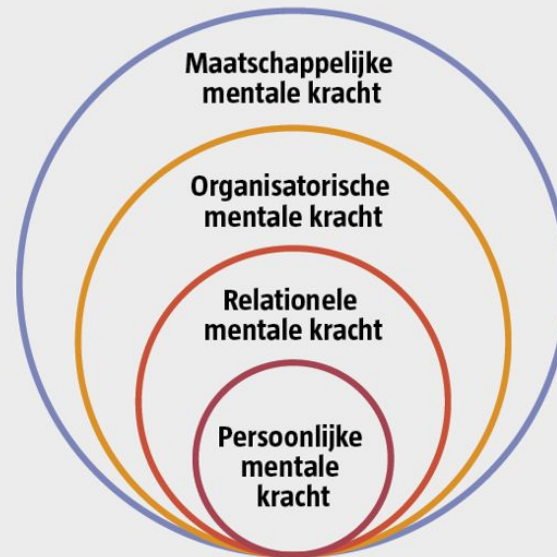 Maatschappelijke
mentale kracht
Organisatorische
mentale kracht
Relationele
mentale kracht
Persoonlijke
mentale
kracht